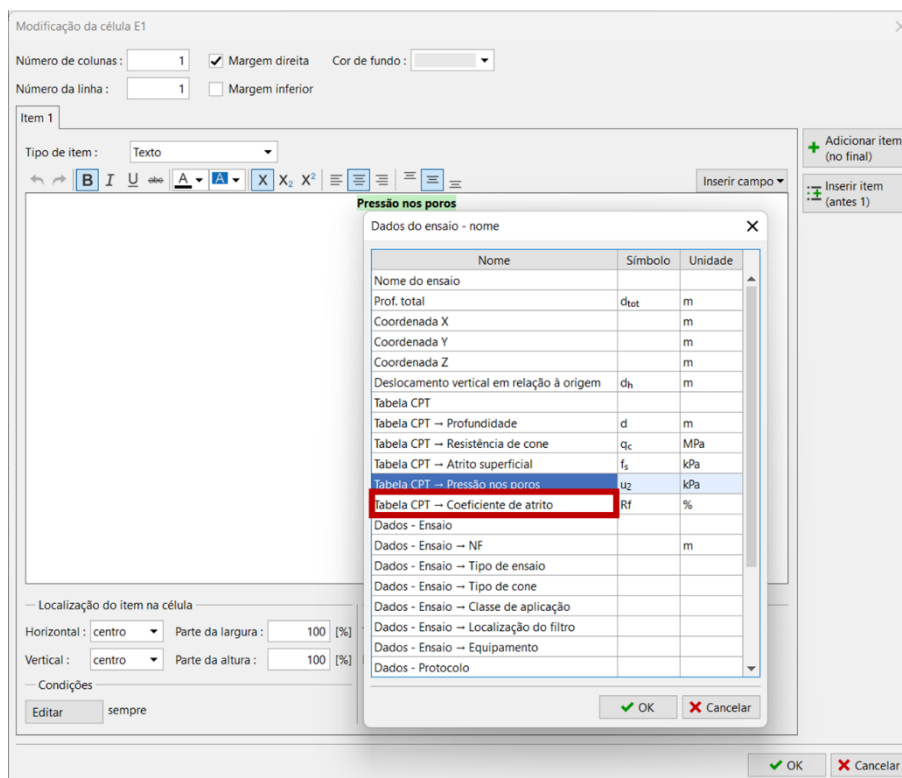 Modificação da célula E1
Número de colunas : 1 Margem direita Cor de fundo :
Número da linha : 1 Margem inferior
Item 1
Tipo de item : Texto
B I U abc A A X X₂ X² Inserir campo
Pressão nos poros
Adicionar item
(no final)
Inserir item
(antes 1)
Dados do ensaio - nome
Nome Símbolo Unidade
Nome do ensaio
Prof. total dtot m
Coordenada X m
Coordenada Y m
Coordenada Z m
Deslocamento vertical em relação à origem dh m
Tabela CPT
Tabela CPT → Profundidade d m
Tabela CPT → Resistência de cone qc MPa
Tabela CPT → Atrito superficial fs kPa
Tabela CPT → Pressão nos poros u2 kPa
Tabela CPT → Coeficiente de atrito Rf %
Dados - Ensaio
Dados - Ensaio → NF m
Dados - Ensaio → Tipo de ensaio
Dados - Ensaio → Tipo de cone
Dados - Ensaio → Classe de aplicação
Dados - Ensaio → Localização do filtro
Dados - Ensaio → Equipamento
Dados - Protocolo
OK Cancelar
Localização do item na célula
Horizontal : centro Parte da largura : 100 [%]
Vertical : centro Parte da altura : 100 [%]
Condições
Editar sempre
OK Cancelar